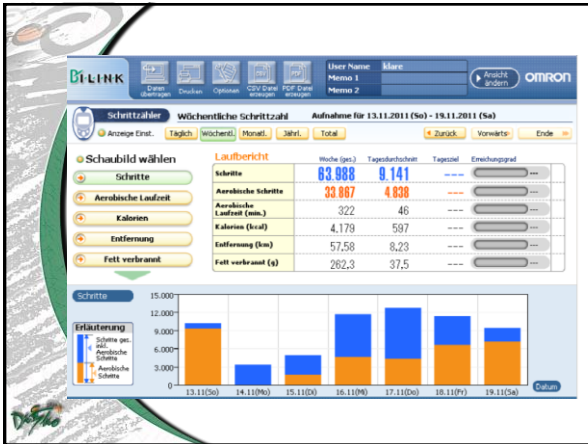 Bi-LINK
Daten übertragen
Drucken
Optionen
CSV Datei erzeugen
PDF Datei erzeugen
User Name klare
Memo 1
Memo 2
Ansicht ändern
OMRON
Schrittzähler
Wöchentliche Schrittzahl
Aufnahme für 13.11.2011 (So) - 19.11.2011 (Sa)
Anzeige Einst.
Täglich
Wöchentl.
Monatl.
Jährl.
Total
Zurück
Vorwärts
Ende
Schaubild wählen
Schritte
Aerobische Laufzeit
Kalorien
Entfernung
Fett verbrannt
Laufbericht
Woche (ges.) Tagesdurchschnitt Tagesziel Erreichungsgrad
Schritte 63.988 9.141 --- ---
Aerobische Schritte 33.867 4.838 --- ---
Aerobische
Laufzeit (min.) 322 46 --- ---
Kalorien (kcal) 4.179 597 --- ---
Entfernung (km) 57,58 8,23 --- ---
Fett verbrannt (g) 262,3 37,5 --- ---
Schritte
Erläuterung
Schritte ges.
inkl.
Aerobische
Schritte
Aerobische
Schritte
15.000
12.000
9.000
6.000
3.000
0
13.11(So) 14.11(Mo) 15.11(Di) 16.11(Mi) 17.11(Do) 18.11(Fr) 19.11(Sa)
Datum